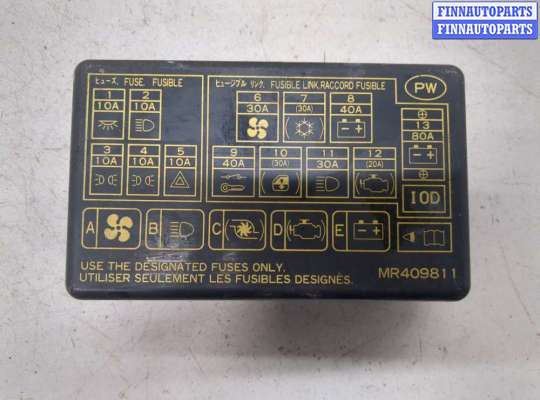 FINNAUTOPARTS
FINNAUTOPARTS
ヒューズ、FUSE, FUSIBLE
ヒュージブル リンク、FUSIBLE LINK, RACCORD FUSIBLE
PW
1 2
10A 10A
6 7 8
30A (30A) 40A
13
80A
3 4 5
10A 10A 10A
9 10 11 12
40A (30A) 30A (20A)
IOD
A B C D E
USE THE DESIGNATED FUSES ONLY.
UTILISER SEULEMENT LES FUSIBLES DESIGNÉS.
MR409811
FINNAUTOPARTS
FINNAUTOPARTS